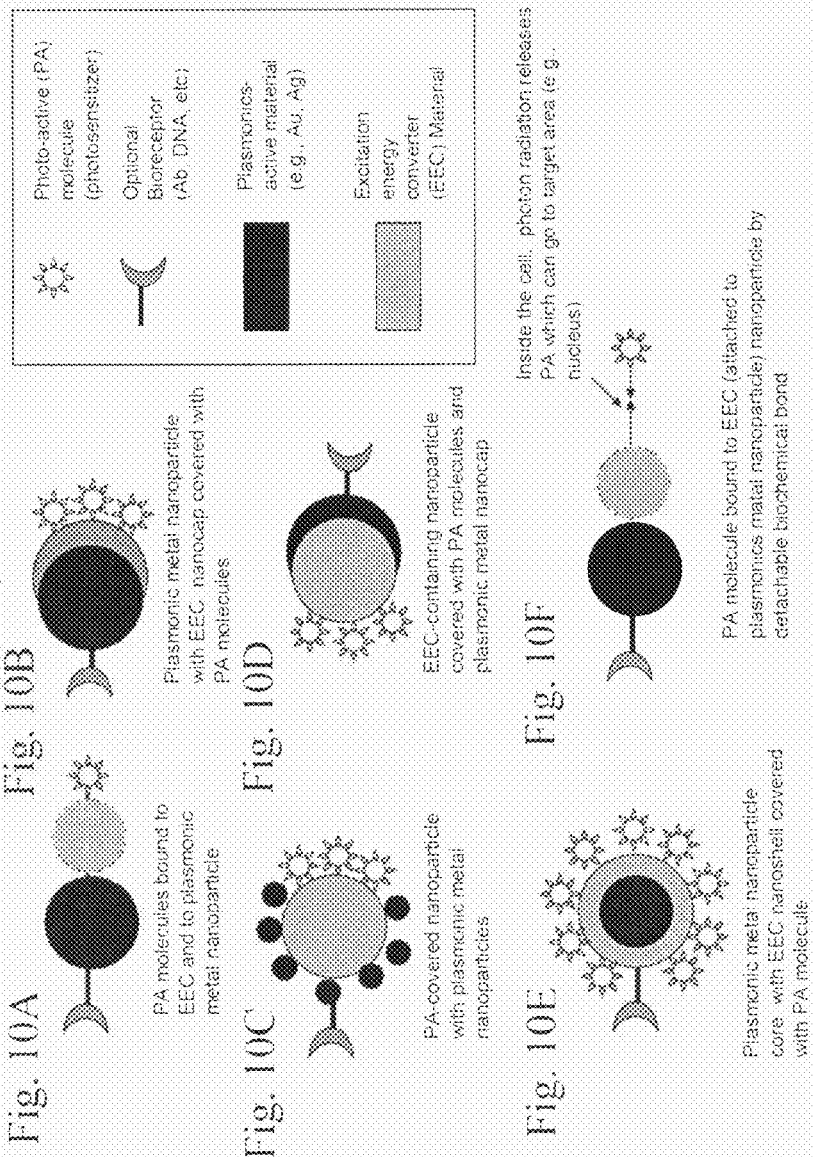 Fig. 10A
PA molecules bound to
EEC and to plasmonic
metal nanoparticle
Fig. 10B
Plasmonic metal nanoparticle
with EEC nanocap covered with
PA molecules
Photo-active (PA)
molecule
(photosensitizer)
Optional
Bioreceptor
(Ab DNA, etc)
Plasmonics-
active material
(e.g., Au, Ag)
Excitation
energy
converter
(EEC) Material
Fig. 10C
PA-covered nanoparticle
with plasmonic metal
nanoparticles
Fig. 10D
EEC-containing nanoparticle
covered with PA molecules and
plasmonic metal nanocap
Fig. 10E
Plasmonic metal nanoparticle
core with EEC nanoshell covered
with PA molecule
Fig. 10F
Inside the cell, photon radiation releases
PA which can go to target area (e.g.,
nucleus)
PA molecule bound to EEC (attached to
plasmonics matal nanoparticle) nanoparticle by
detachable biochemical bond